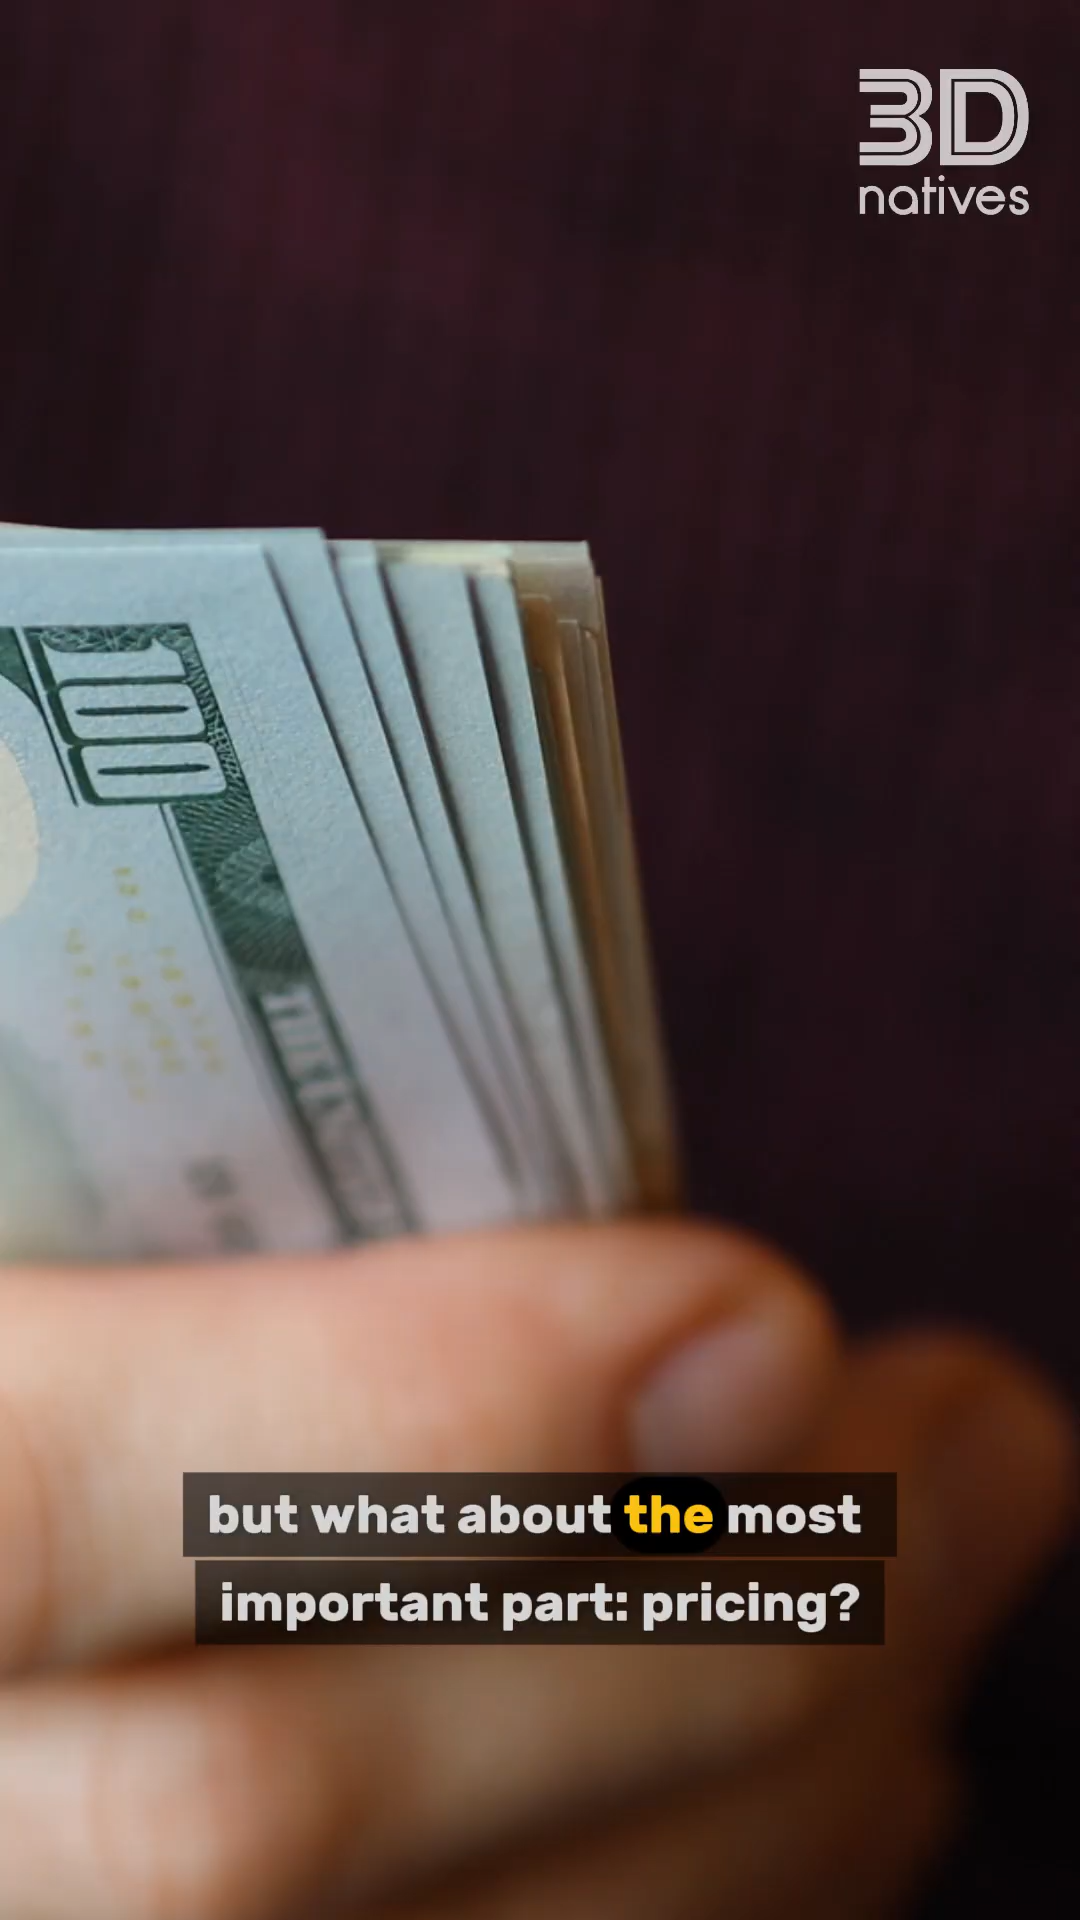 3D
natives
100
but what about the most
important part: pricing?